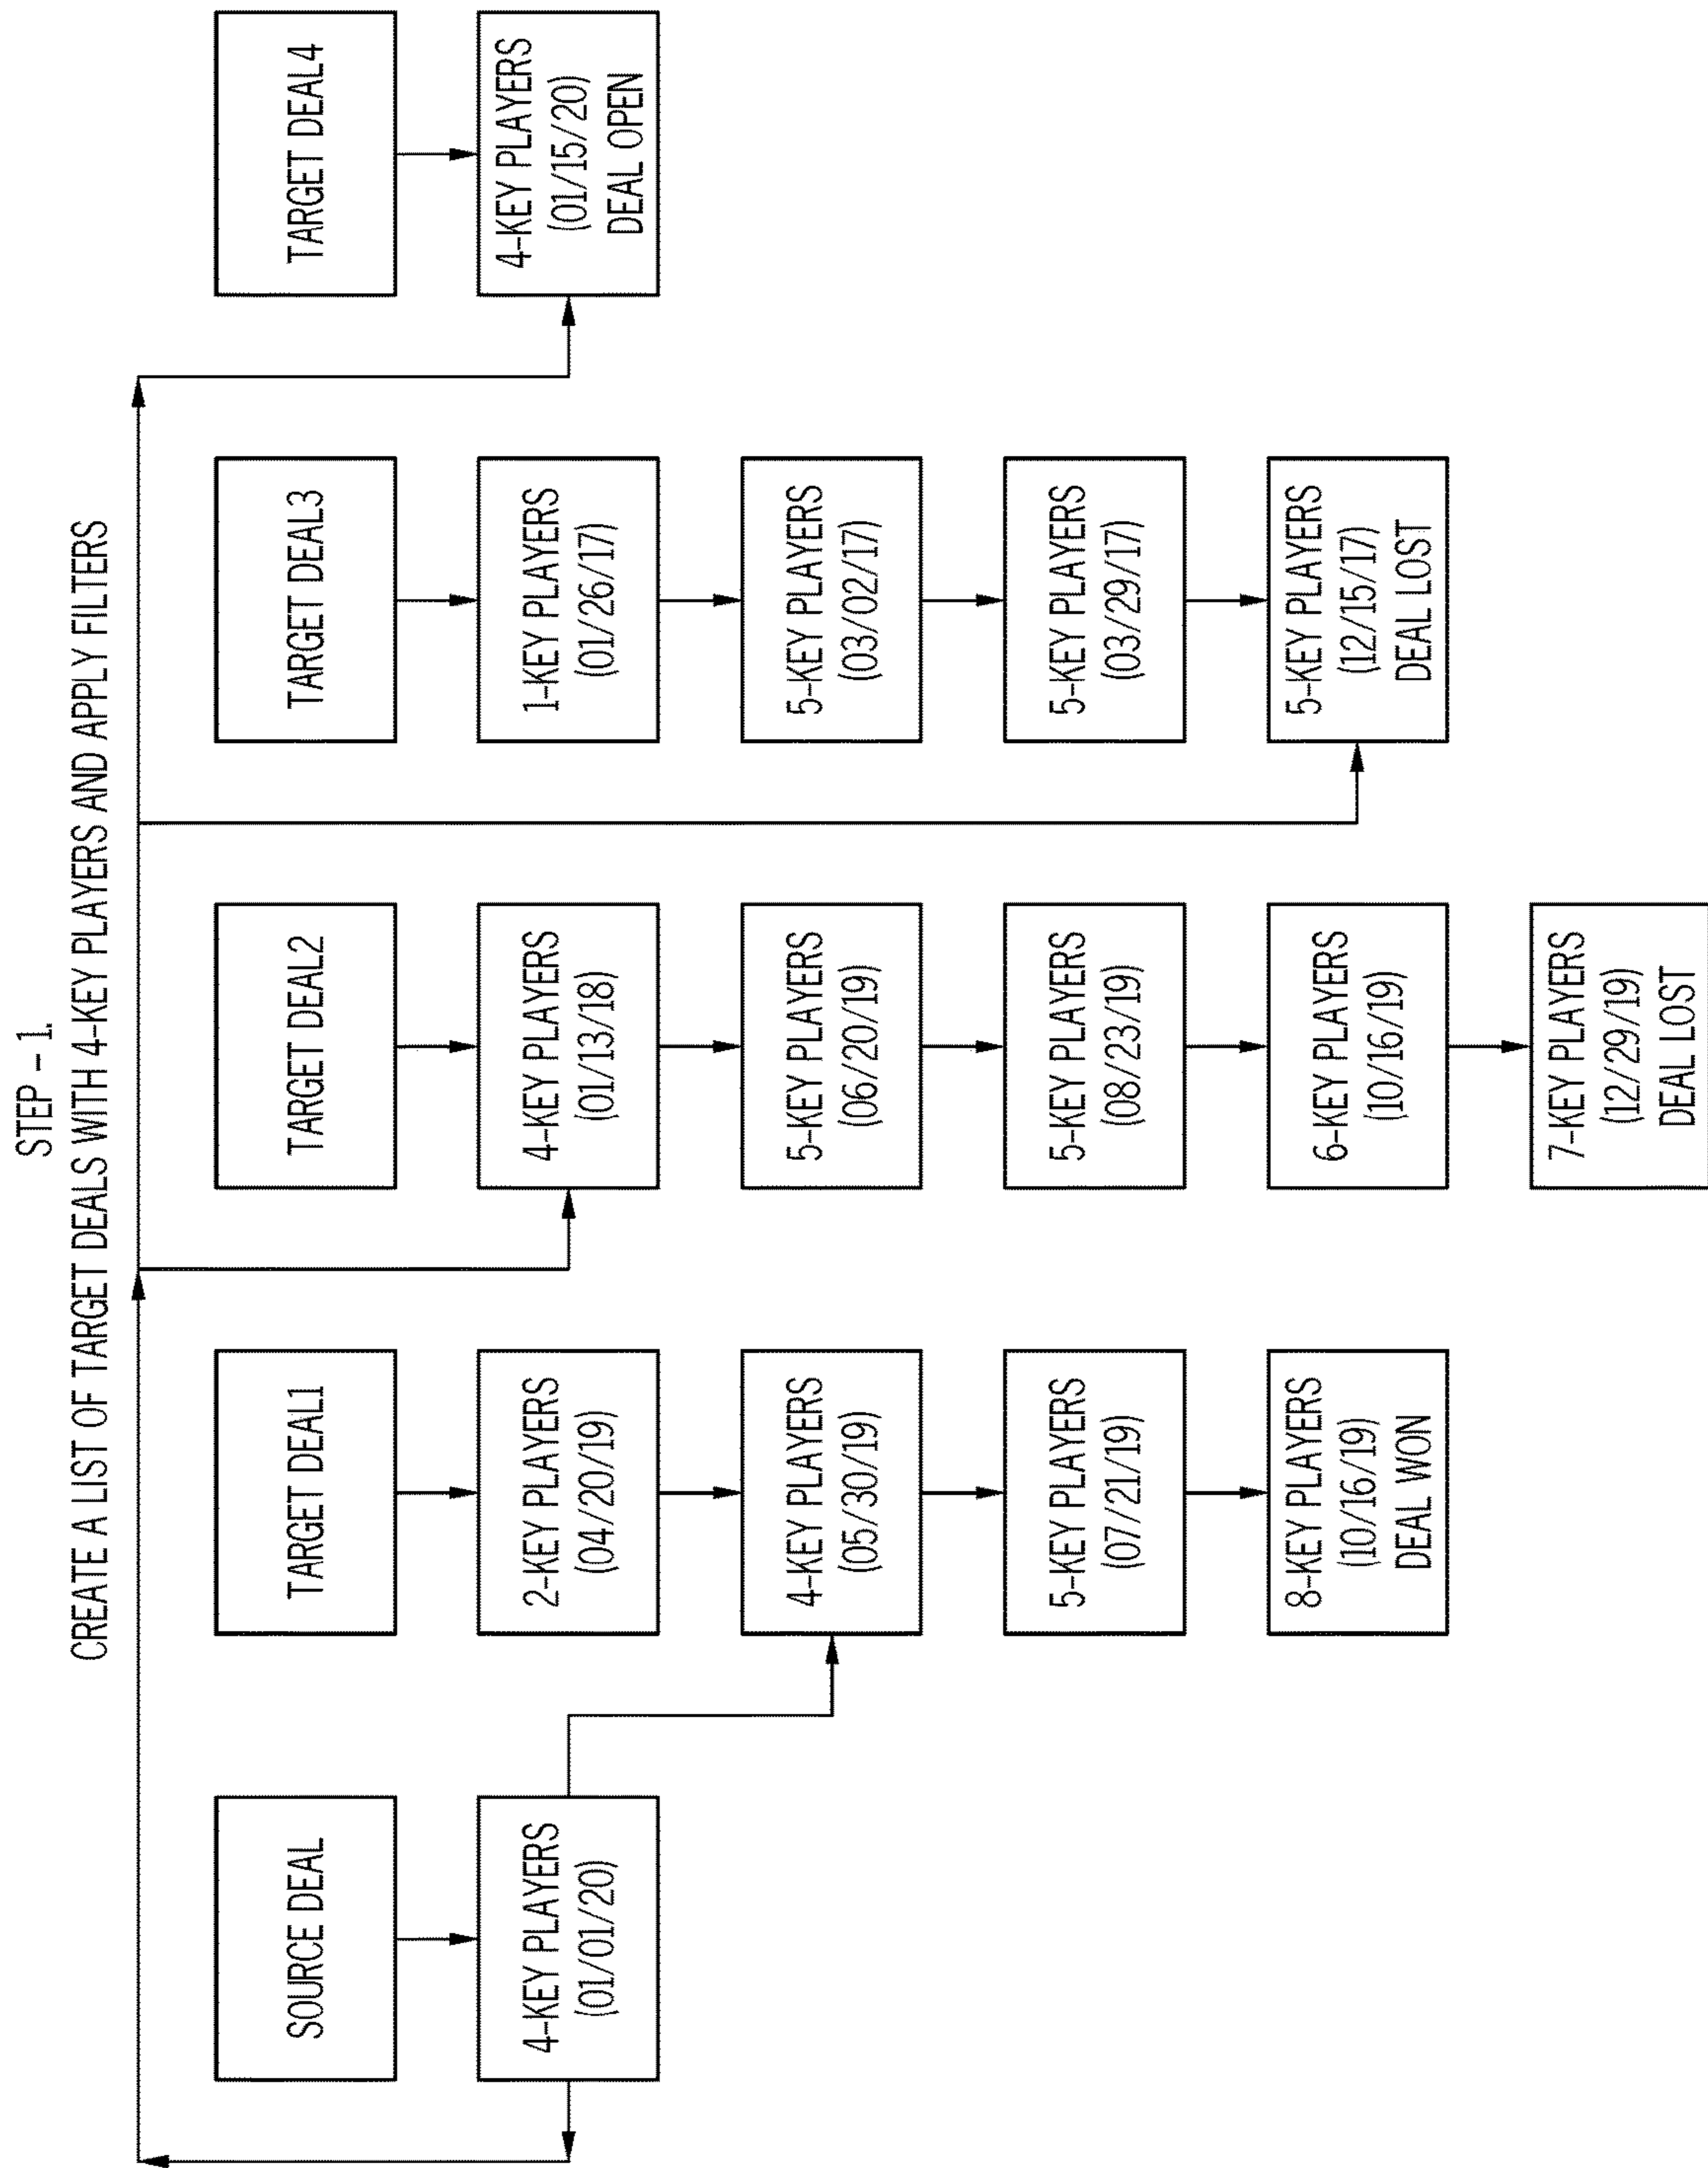 STEP – 1.
CREATE A LIST OF TARGET DEALS WITH 4-KEY PLAYERS AND APPLY FILTERS
SOURCE DEAL
4-KEY PLAYERS
(01/01/20)
TARGET DEAL1
2-KEY PLAYERS
(04/20/19)
4-KEY PLAYERS
(05/30/19)
5-KEY PLAYERS
(07/21/19)
8-KEY PLAYERS
(10/16/19)
DEAL WON
TARGET DEAL2
4-KEY PLAYERS
(01/13/18)
5-KEY PLAYERS
(06/20/19)
5-KEY PLAYERS
(08/23/19)
6-KEY PLAYERS
(10/16/19)
7-KEY PLAYERS
(12/29/19)
DEAL LOST
TARGET DEAL3
1-KEY PLAYERS
(01/26/17)
5-KEY PLAYERS
(03/02/17)
5-KEY PLAYERS
(03/29/17)
5-KEY PLAYERS
(12/15/17)
DEAL LOST
TARGET DEAL4
4-KEY PLAYERS
(01/15/20)
DEAL OPEN